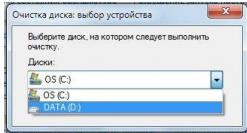 Очистка диска: выбор устройства
Выберите диск, на котором следует выполнить
очистку.
Диски:
OS (C:)
OS (C:)
DATA (D:)